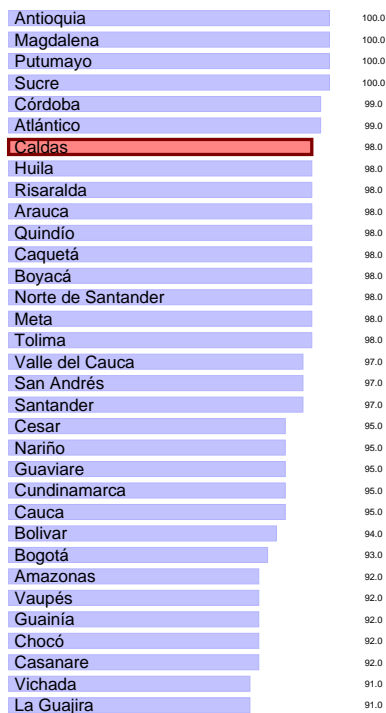 Antioquia 100.0
Magdalena 100.0
Putumayo 100.0
Sucre 100.0
Córdoba 99.0
Atlántico 99.0
Caldas 98.0
Huila 98.0
Risaralda 98.0
Arauca 98.0
Quindío 98.0
Caquetá 98.0
Boyacá 98.0
Norte de Santander 98.0
Meta 98.0
Tolima 98.0
Valle del Cauca 97.0
San Andrés 97.0
Santander 97.0
Cesar 95.0
Nariño 95.0
Guaviare 95.0
Cundinamarca 95.0
Cauca 95.0
Bolivar 94.0
Bogotá 93.0
Amazonas 92.0
Vaupés 92.0
Guainía 92.0
Chocó 92.0
Casanare 92.0
Vichada 91.0
La Guajira 91.0